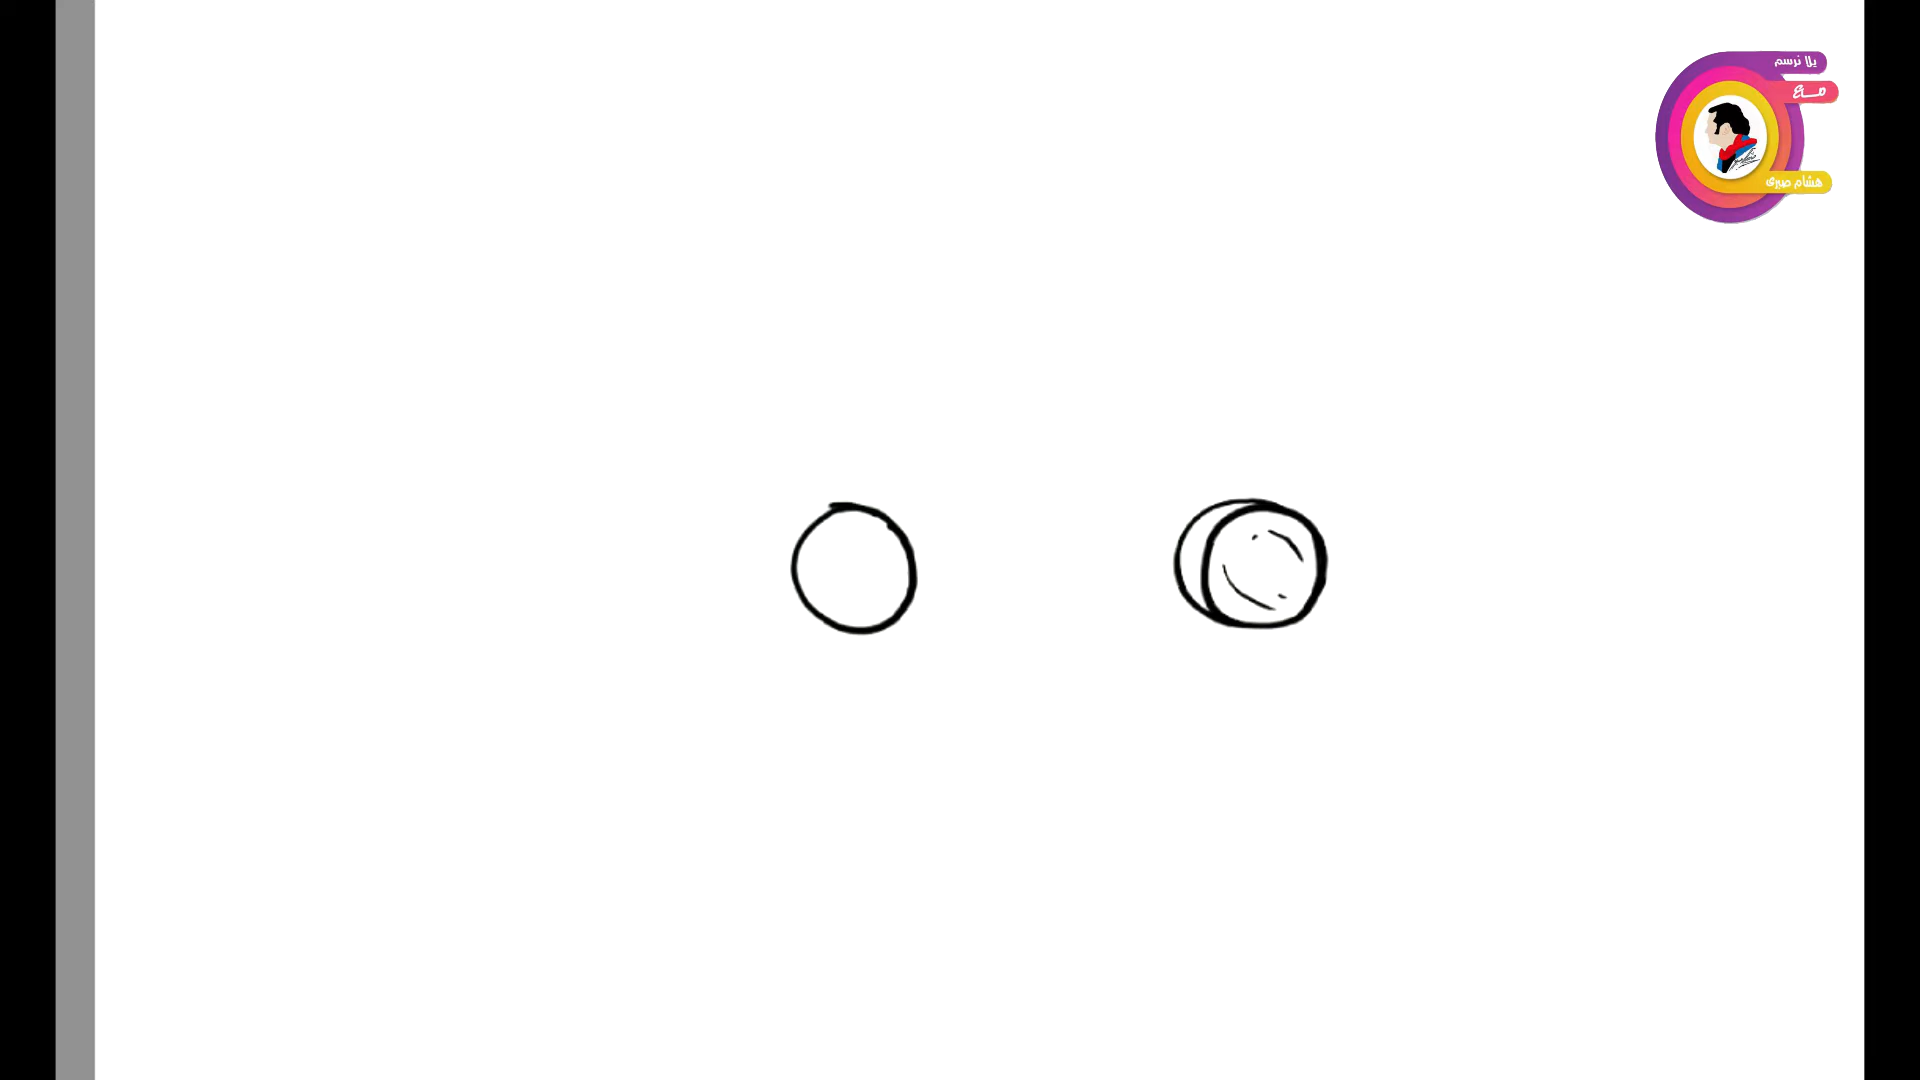 يلا نرسم
مع
هشام صبري